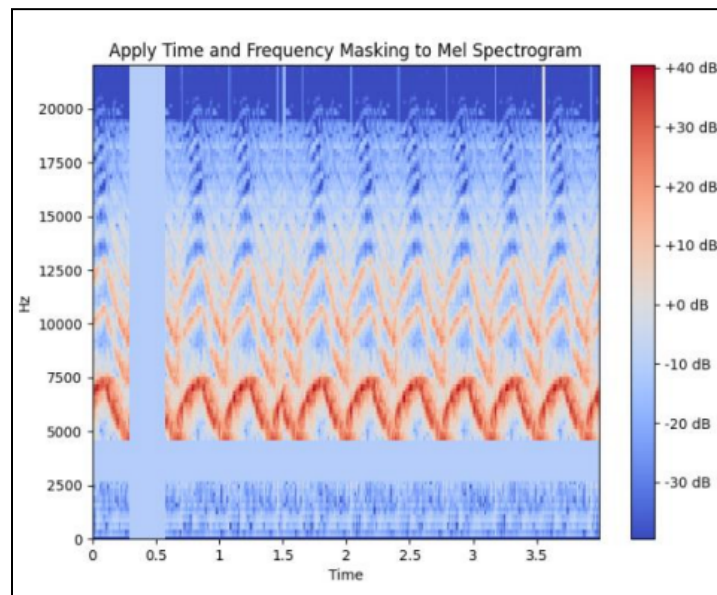 Apply Time and Frequency Masking to Mel Spectrogram
20000
17500
15000
12500
10000
7500
5000
2500
0
Hz
0 0.5 1 1.5 2 2.5 3 3.5
Time
+40 dB
+30 dB
+20 dB
+10 dB
+0 dB
-10 dB
-20 dB
-30 dB